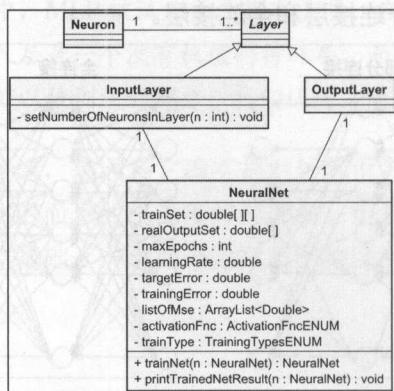 Neuron
1
1..*
Layer
InputLayer
- setNumberOfNeuronsInLayer(n : int) : void
OutputLayer
1
1
1
1
NeuralNet
- trainSet : double[ ][ ]
- realOutputSet : double[ ]
- maxEpochs : int
- learningRate : double
- targetError : double
- trainingError : double
- listOfMse : ArrayList<Double>
- activationFnc : ActivationFncENUM
- trainType : TrainingTypesENUM
+ trainNet(n : NeuralNet) : NeuralNet
+ printTrainedNetResult(n : NeuralNet) : void